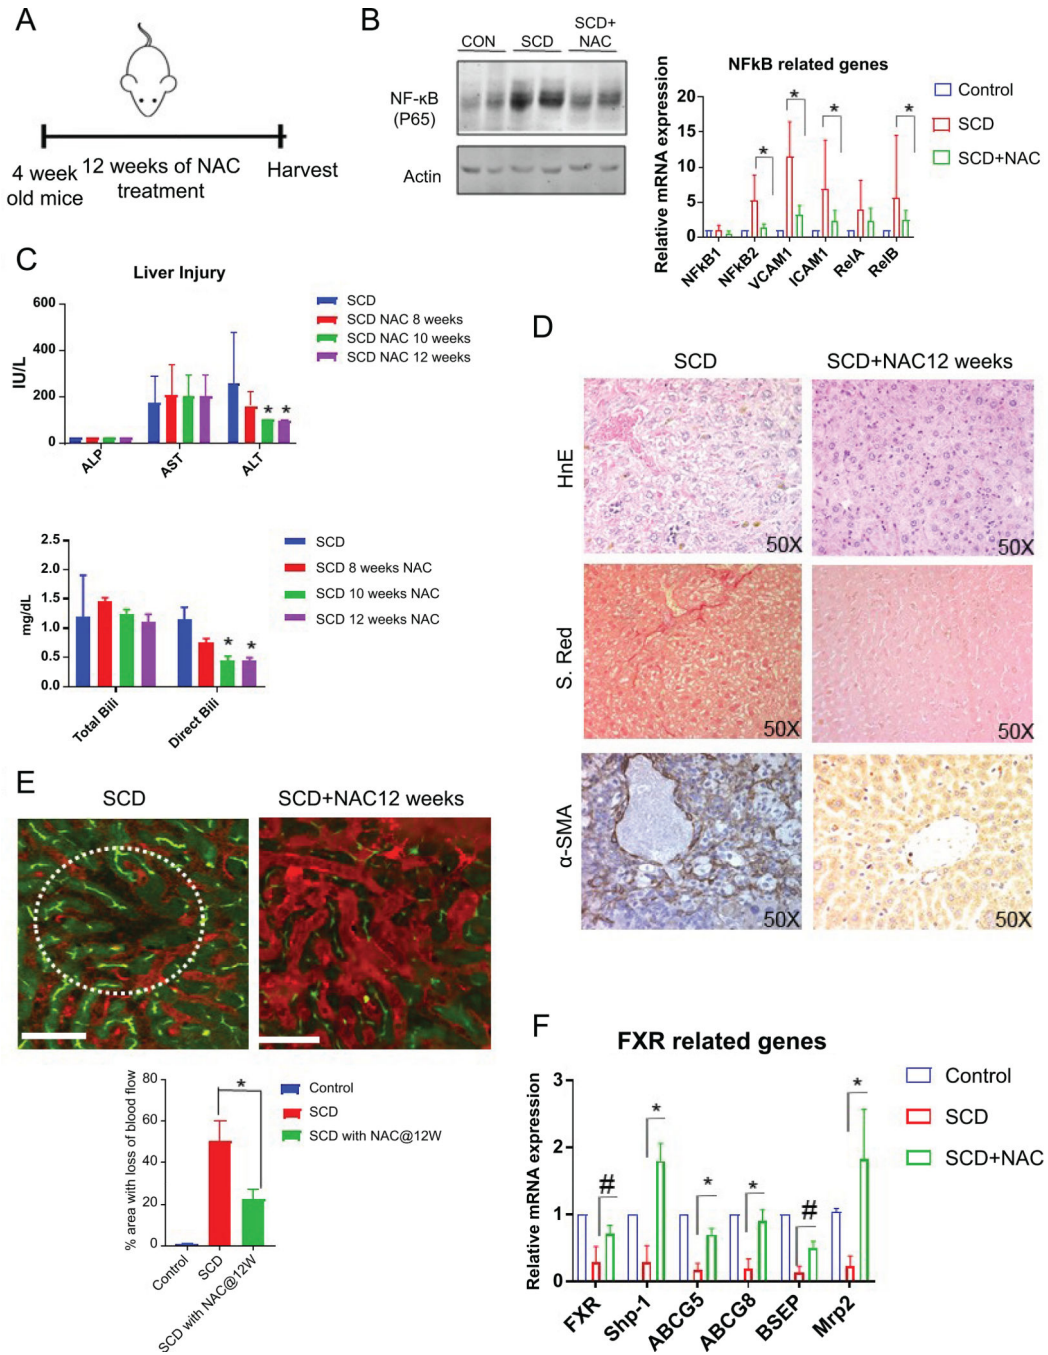 A
4 week
old mice
12 weeks of NAC
treatment
Harvest
B
CON
SCD
SCD+
NAC
NF-κB
(P65)
Actin
NFkB related genes
Relative mRNA expression
20
15
10
5
0
NFkB1
NFkB2
VCAM1
ICAM1
RelA
RelB
*
*
*
*
Control
SCD
SCD+NAC
C
Liver Injury
IU/L
600
400
200
0
ALP
AST
ALT
* *
SCD
SCD NAC 8 weeks
SCD NAC 10 weeks
SCD NAC 12 weeks
mg/dL
2.5
2.0
1.5
1.0
0.5
0.0
Total Bili
Direct Bili
* *
SCD
SCD 8 weeks NAC
SCD 10 weeks NAC
SCD 12 weeks NAC
D
SCD
SCD+NAC12 weeks
HnE
50X
50X
S. Red
50X
50X
α-SMA
50X
50X
E
SCD
SCD+NAC12 weeks
% area with loss of blood flow
80
60
40
20
0
*
Control
SCD
SCD with NAC@12W
Control
SCD
SCD with NAC@12W
F
FXR related genes
Relative mRNA expression
3
2
1
0
#
*
*
*
#
*
FXR
Shp-1
ABCG5
ABCG8
BSEP
Mrp2
Control
SCD
SCD+NAC